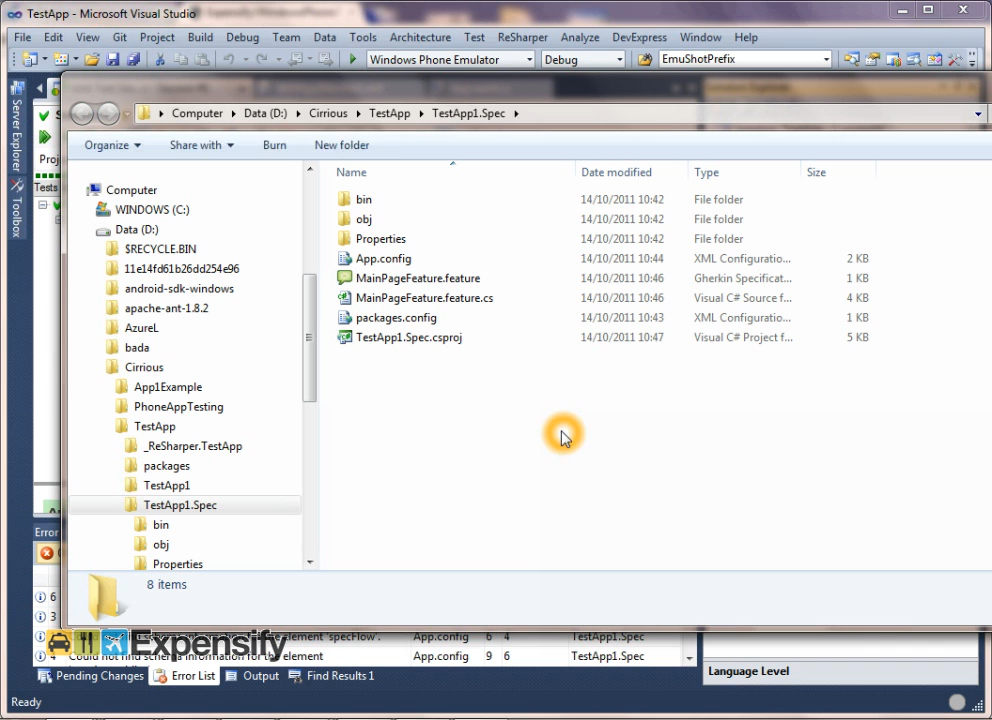 TestApp - Microsoft Visual Studio
File Edit View Git Project Build Debug Team Data Tools Architecture Test ReSharper Analyze DevExpress Window Help
Windows Phone Emulator Debug EmuShotPrefix
Computer Data (D:) Cirrious TestApp TestApp1.Spec
Organize Share with Burn New folder
Server Explorer
Toolbox
Proj
Tests
Error
Computer
WINDOWS (C:)
Data (D:)
$RECYCLE.BIN
11e14fd61b26dd254e96
android-sdk-windows
apache-ant-1.8.2
AzureL
bada
Cirrious
App1Example
PhoneAppTesting
TestApp
_ReSharper.TestApp
packages
TestApp1
TestApp1.Spec
bin
obj
Properties
Name Date modified Type Size
bin 14/10/2011 10:42 File folder
obj 14/10/2011 10:42 File folder
Properties 14/10/2011 10:42 File folder
App.config 14/10/2011 10:44 XML Configuratio... 2 KB
MainPageFeature.feature 14/10/2011 10:46 Gherkin Specificat... 1 KB
MainPageFeature.feature.cs 14/10/2011 10:46 Visual C# Source f... 4 KB
packages.config 14/10/2011 10:43 XML Configuratio... 1 KB
TestApp1.Spec.csproj 14/10/2011 10:47 Visual C# Project f... 5 KB
8 items
6
3
schema information for the element 'specFlow'. App.config 6 4 TestApp1.Spec
4 Could not find schema information for the element App.config 9 6 TestApp1.Spec
Expensify
Pending Changes Error List Output Find Results 1
Language Level
Ready